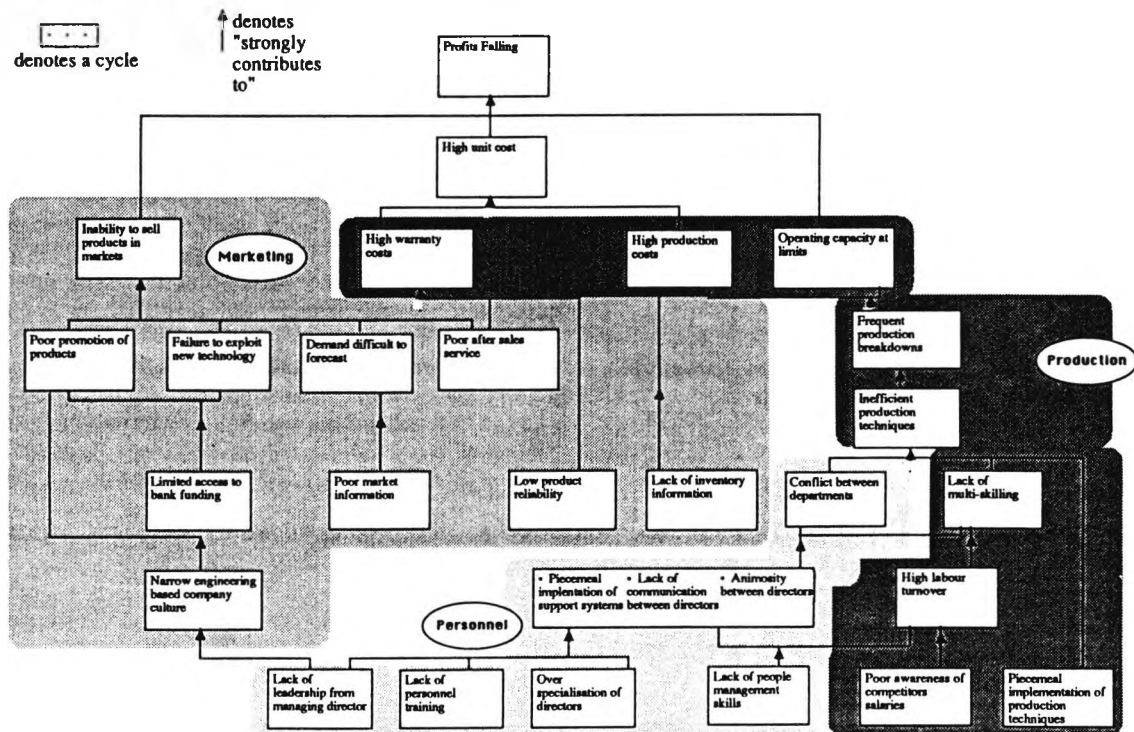 denotes a cycle
denotes
"strongly
contributes
to"
Profits Falling
High unit cost
Inability to sell
products in
markets
Marketing
High warranty
costs
High production
costs
Operating capacity at
limits
Poor promotion of
products
Failure to exploit
new technology
Demand difficult to
forecast
Poor after sales
service
Frequent
production
breakdowns
Production
Inefficient
production
techniques
Limited access to
bank funding
Poor market
information
Low product
reliability
Lack of inventory
information
Conflict between
departments
Lack of
multi-skilling
Narrow engineering
based company
culture
• Piecemeal
implentation of
support systems
• Lack of
communication
between directors
• Animosity
between directors
High labour
turnover
Personnel
Lack of
leadership from
managing director
Lack of
personnel
training
Over
specialisation of
directors
Lack of people
management
skills
Poor awareness of
competitors
salaries
Piecemeal
implementation of
production
techniques